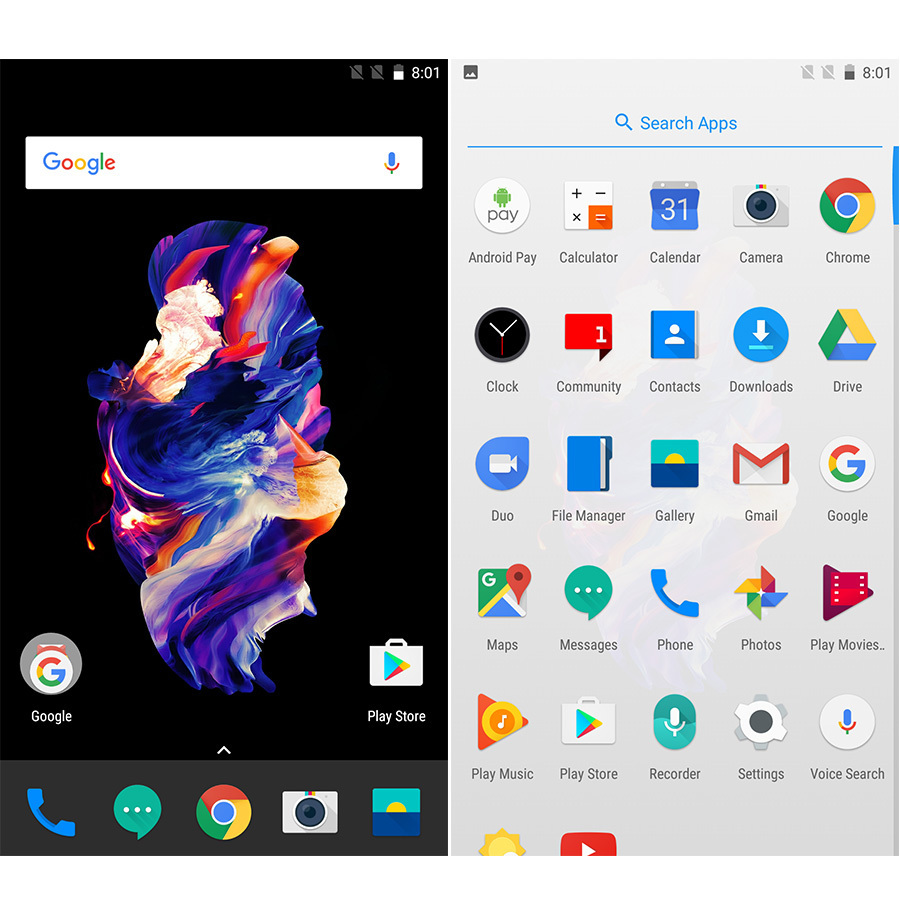 8:01
Google
Google
Play Store
8:01
Search Apps
pay
31
Android Pay Calculator Calendar Camera Chrome
1
Clock Community Contacts Downloads Drive
Duo File Manager Gallery Gmail Google
Maps Messages Phone Photos Play Movies..
Play Music Play Store Recorder Settings Voice Search